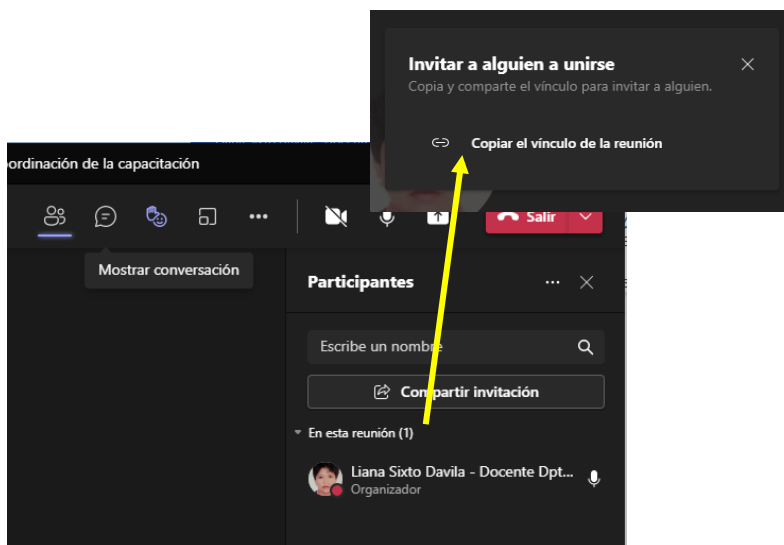 Invitar a alguien a unirse
Copia y comparte el vínculo para invitar a alguien.
Copiar el vínculo de la reunión
oordinación de la capacitación
Salir
Mostrar conversación
Participantes
Escribe un nombre
Compartir invitación
En esta reunión (1)
Liana Sixto Davila - Docente Dpt...
Organizador